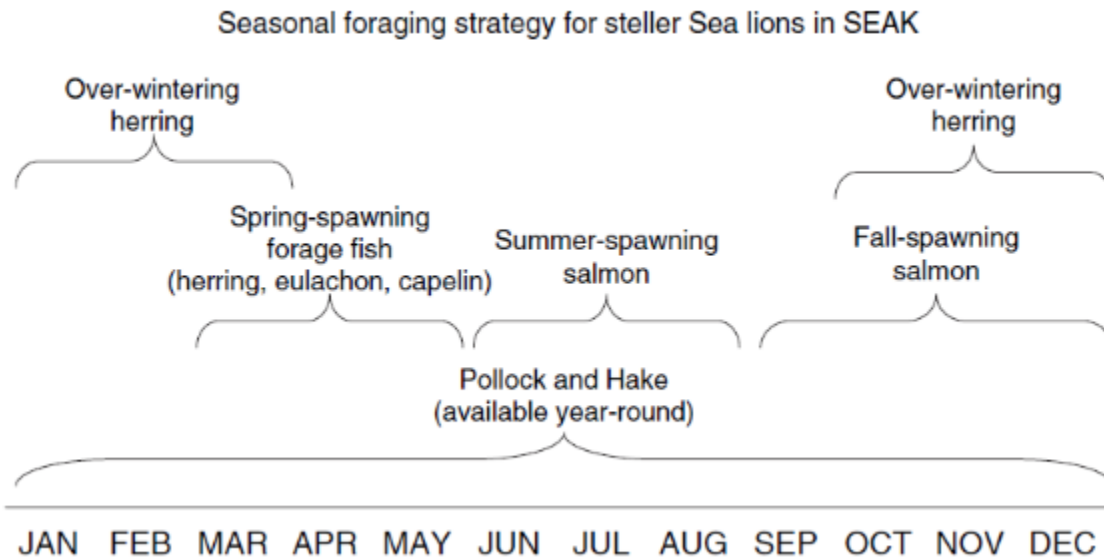 Seasonal foraging strategy for steller Sea lions in SEAK
Over-wintering
herring
Over-wintering
herring
Spring-spawning
forage fish
(herring, eulachon, capelin)
Summer-spawning
salmon
Fall-spawning
salmon
Pollock and Hake
(available year-round)
JAN FEB MAR APR MAY JUN JUL AUG SEP OCT NOV DEC